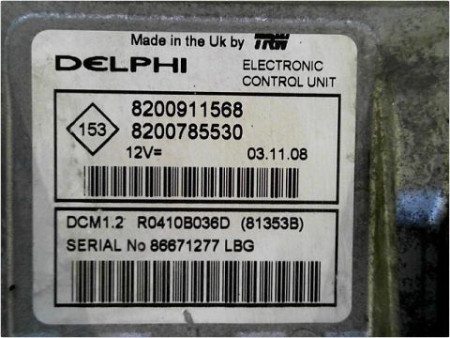 Made in the Uk by TRW
DELPHI
ELECTRONIC
CONTROL UNIT
153
8200911568
8200785530
12V=
03.11.08
DCM1.2 R0410B036D (81353B)
SERIAL No 86671277 LBG